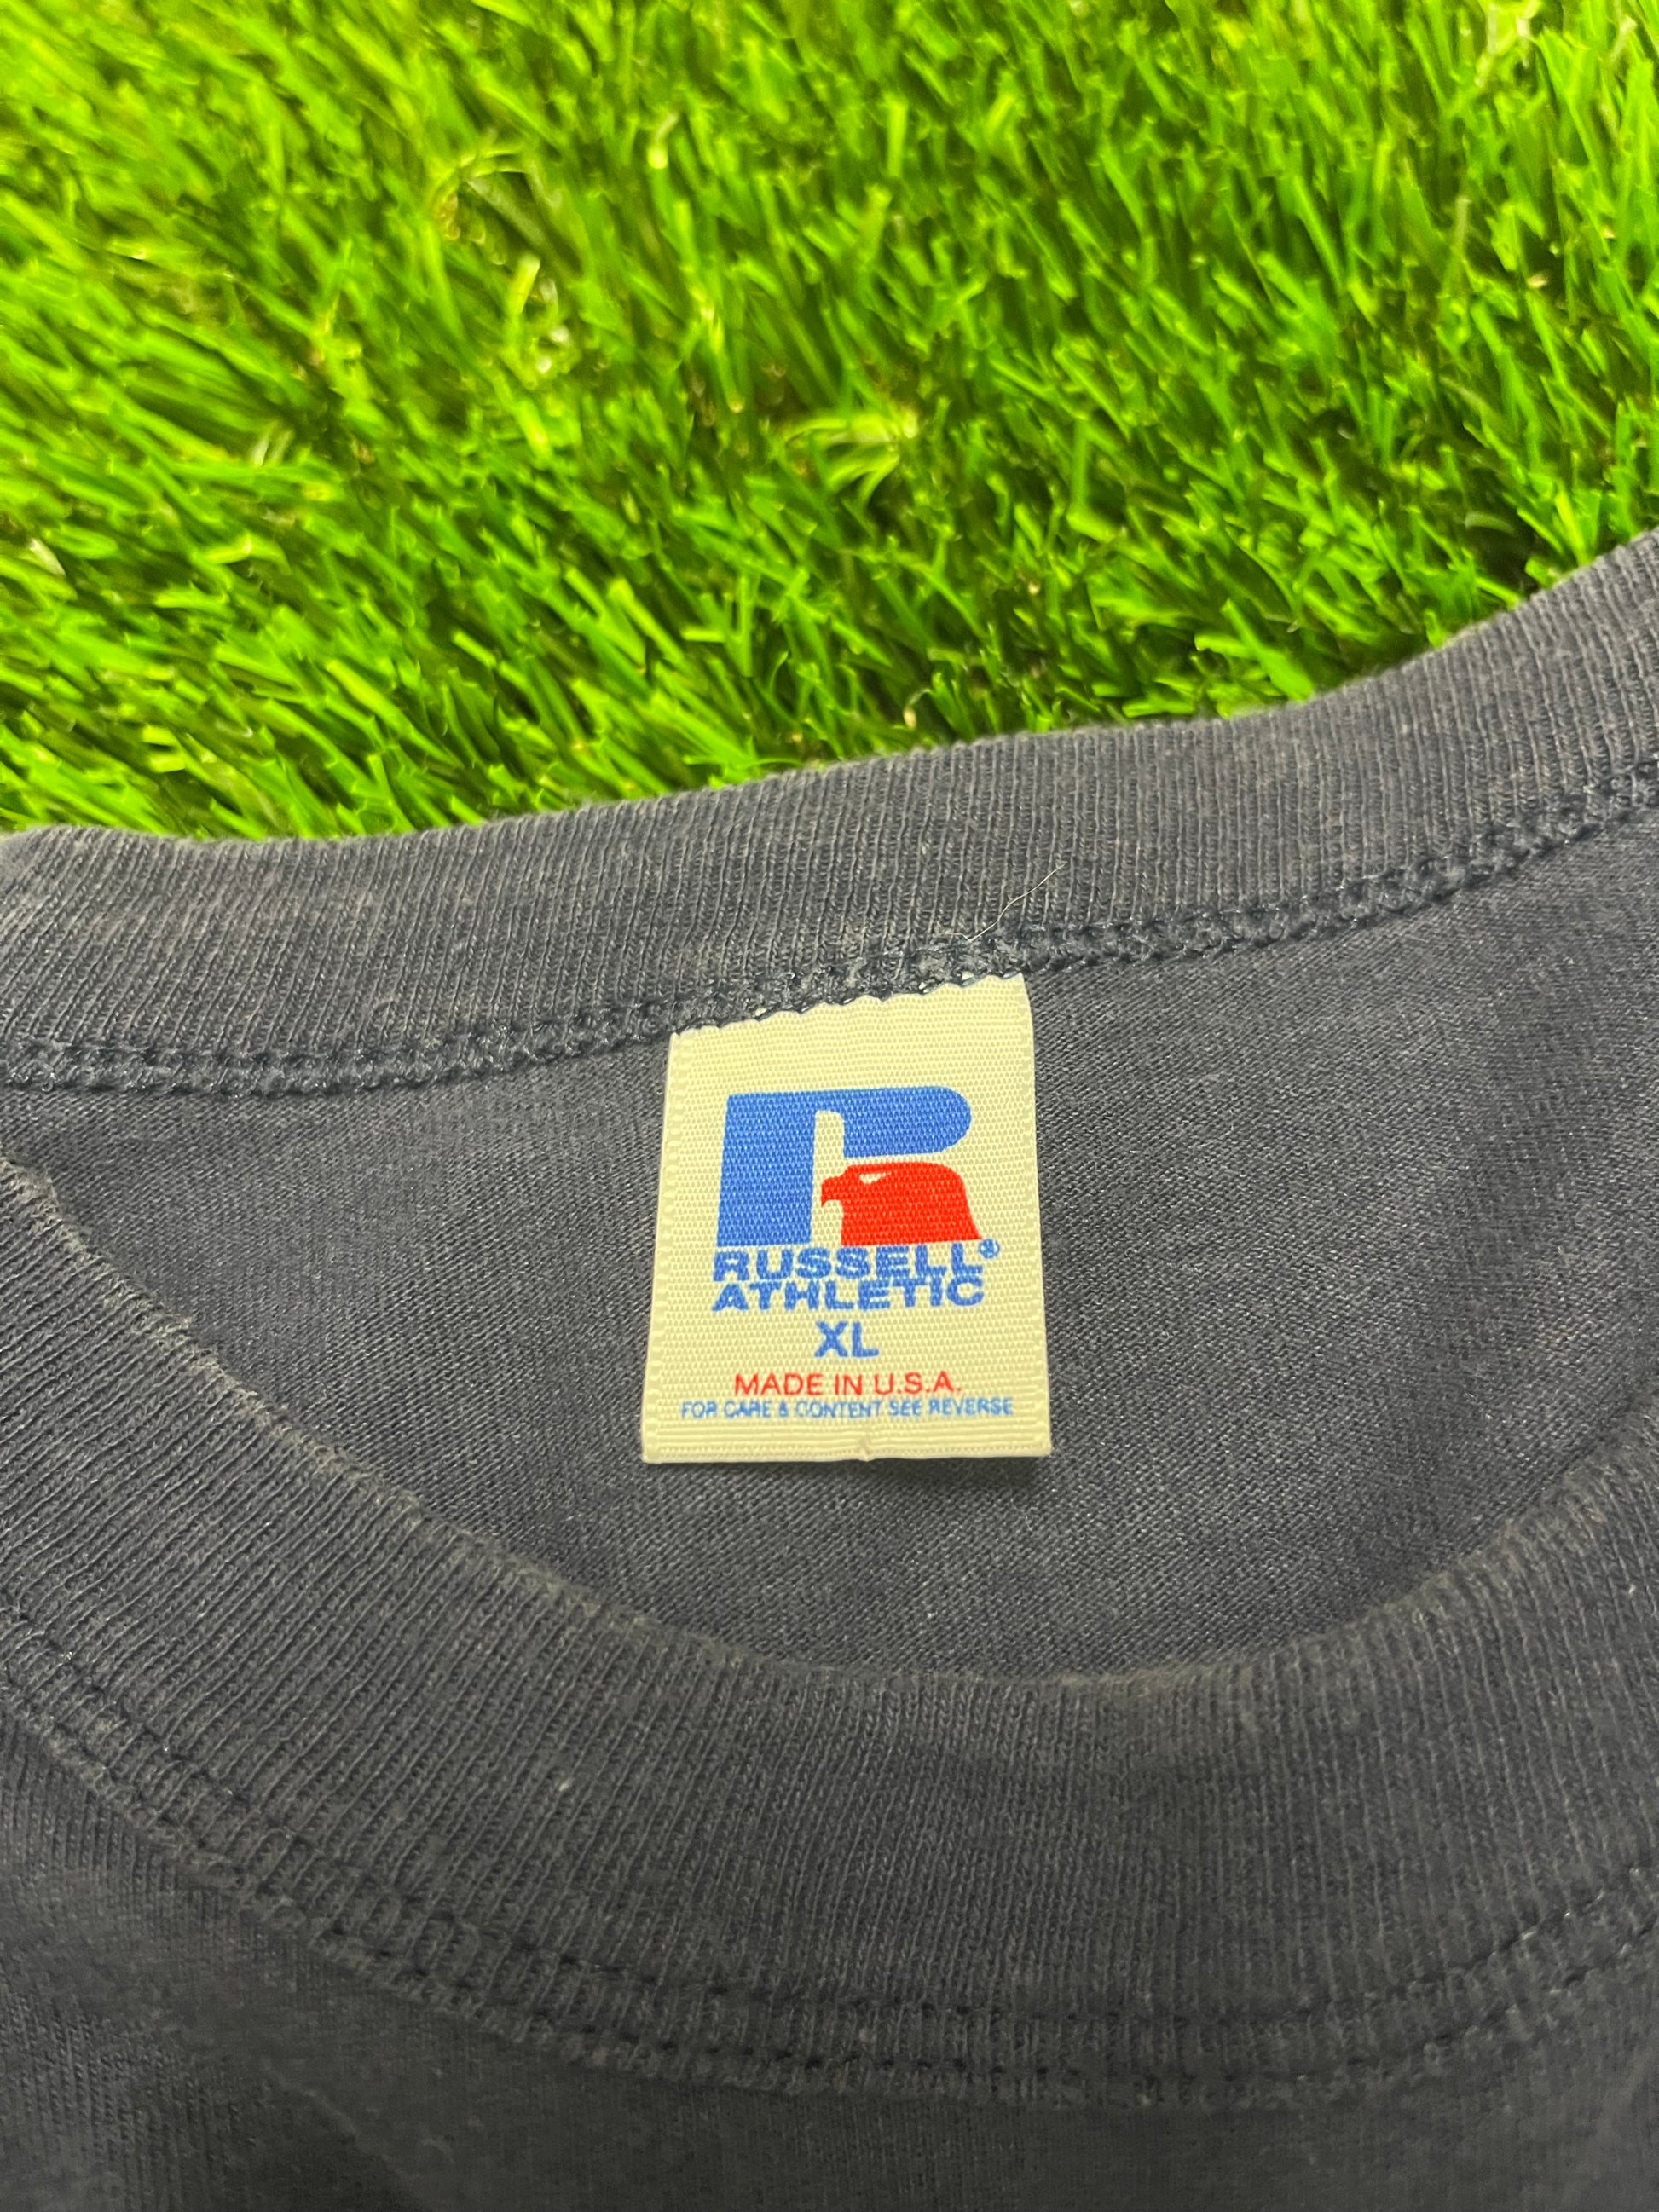 R
RUSSELL®
ATHLETIC
XL
MADE IN U.S.A.
FOR CARE & CONTENT SEE REVERSE